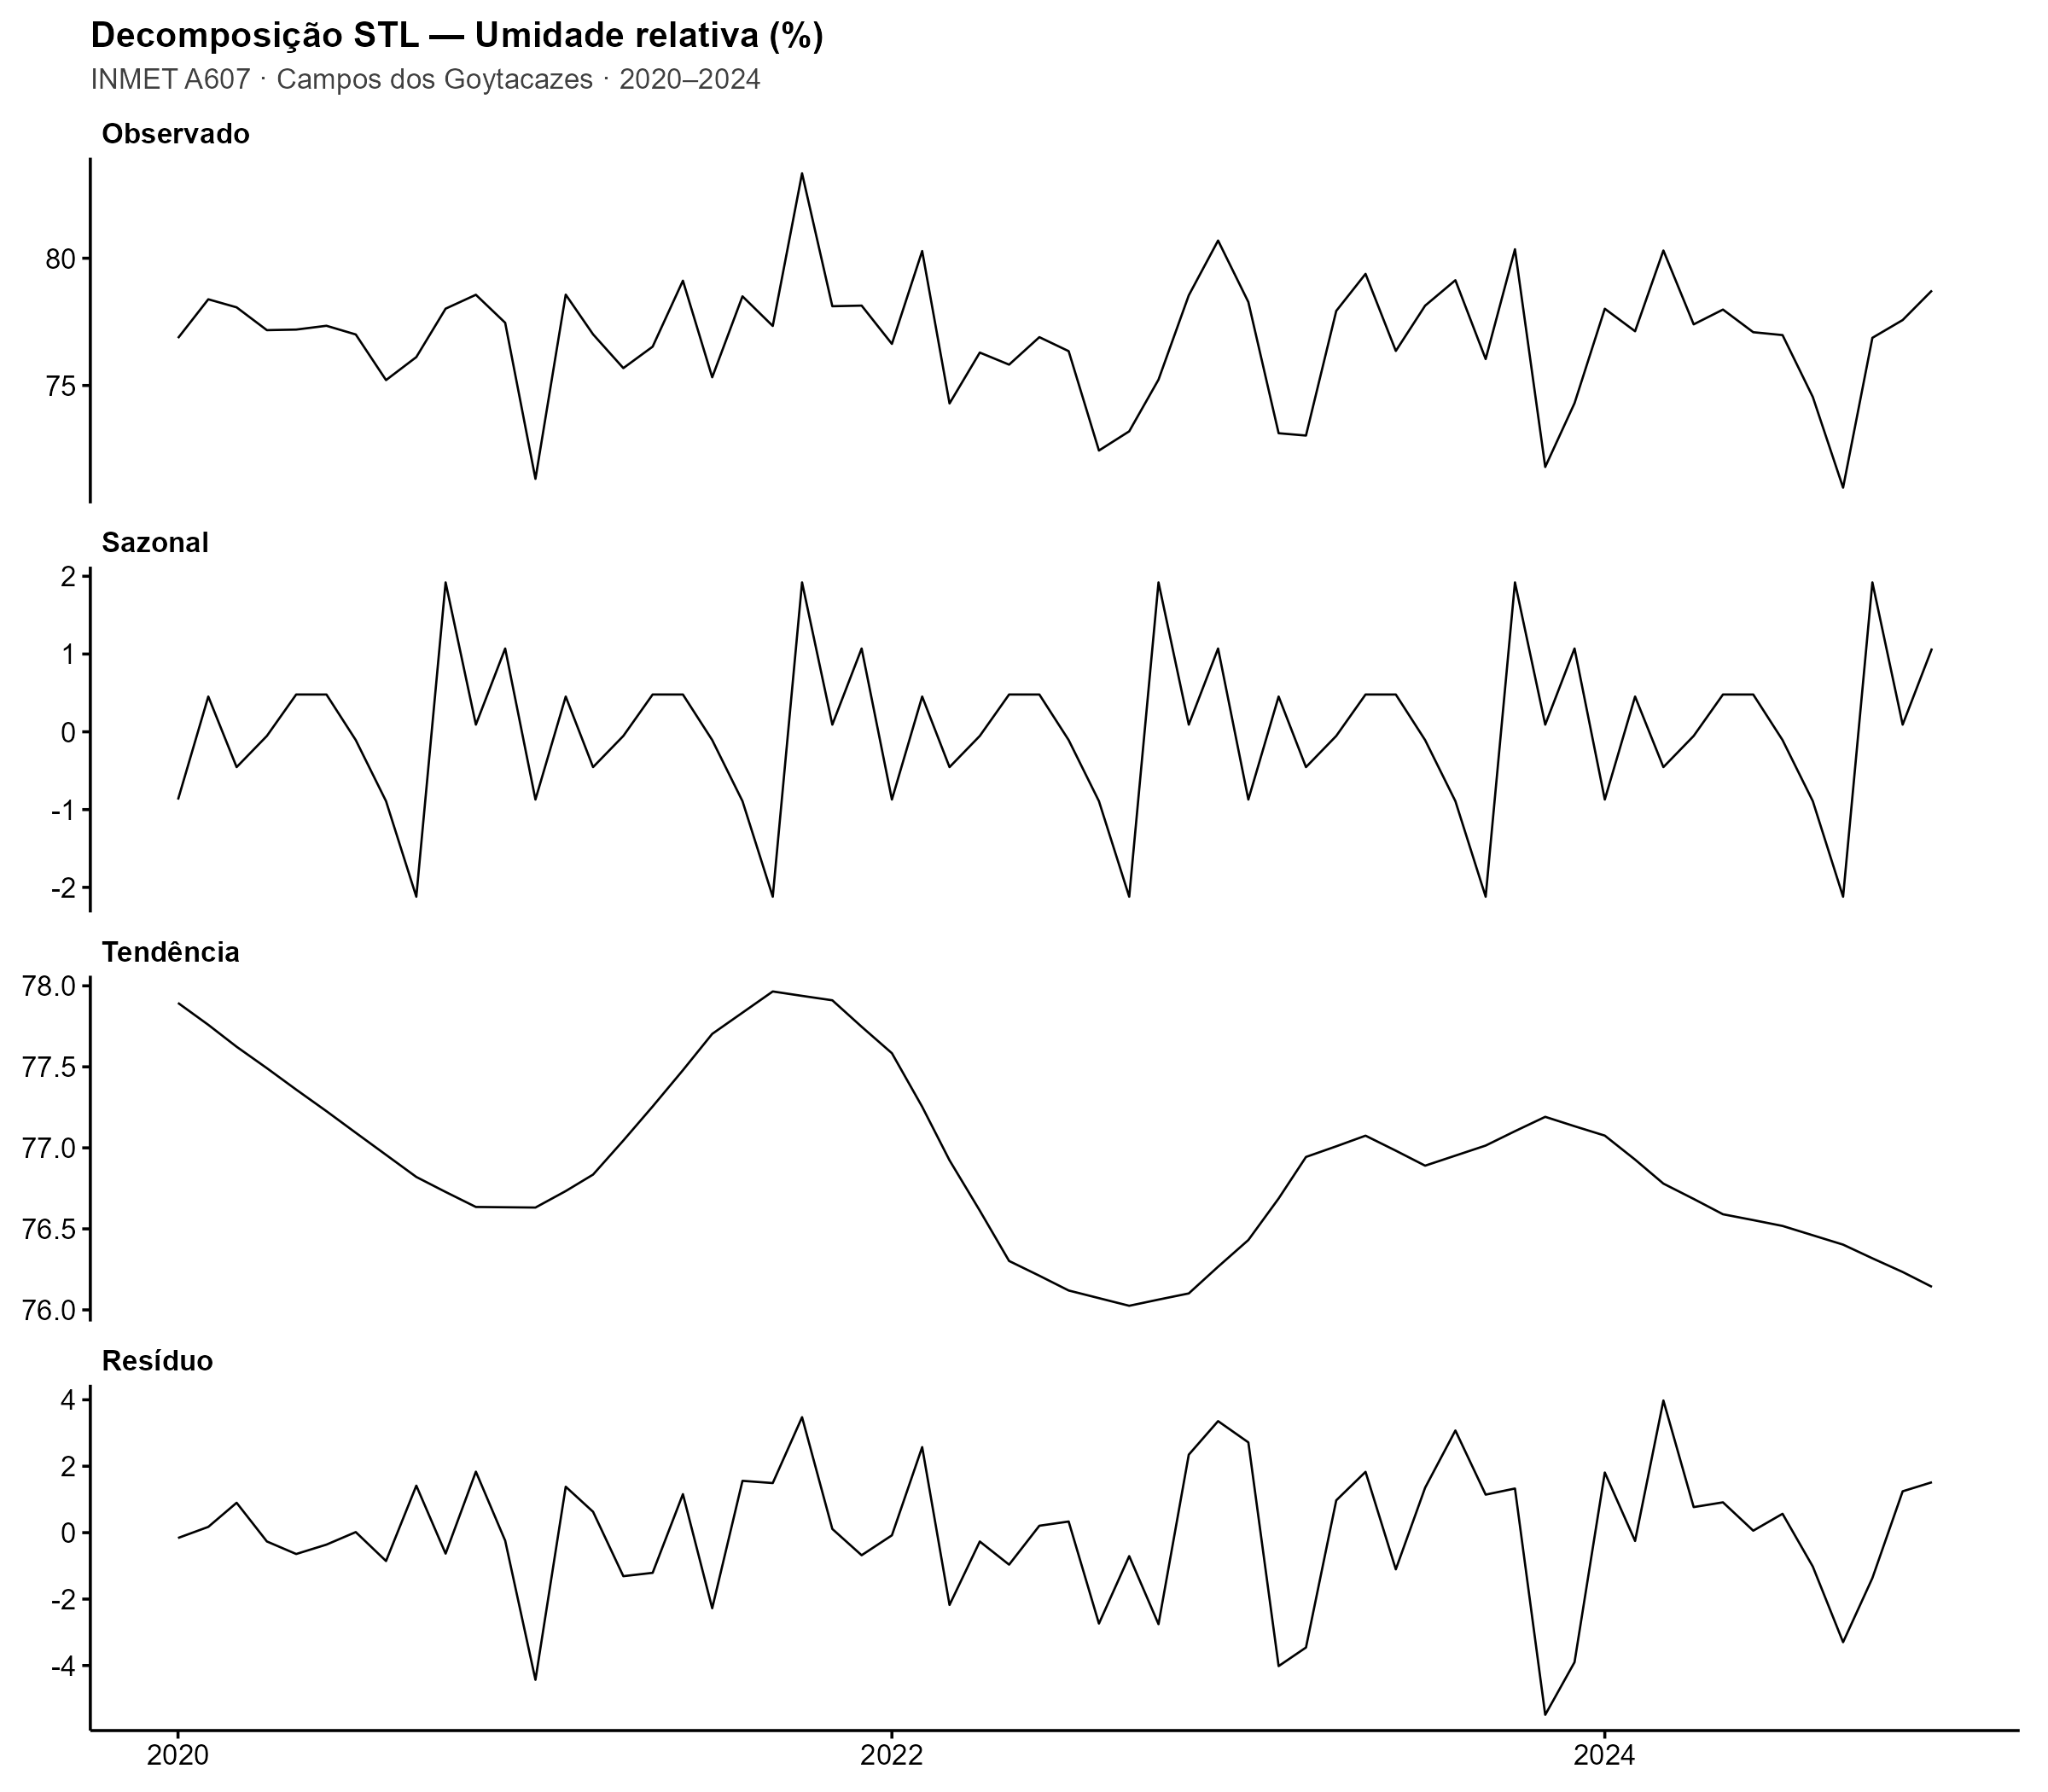 Decomposição STL — Umidade relativa (%)
INMET A607 · Campos dos Goytacazes · 2020–2024
Observado
80
75
Sazonal
2
1
0
-1
-2
Tendência
78.0
77.5
77.0
76.5
76.0
Resíduo
4
2
0
-2
-4
2020 2022 2024